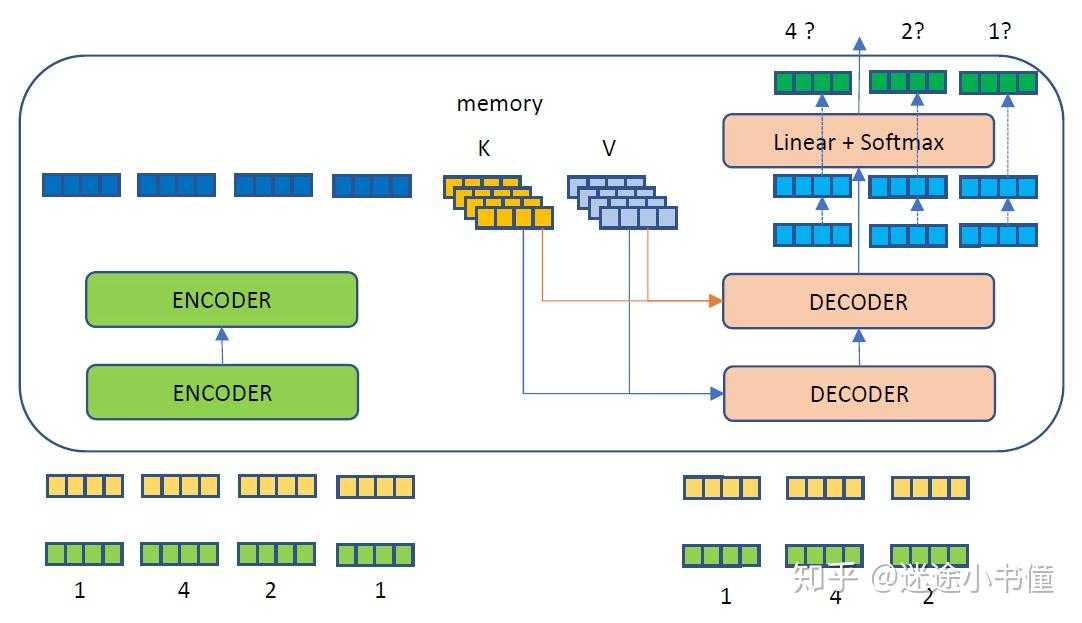 4 ? 2? 1?
memory
K V
Linear + Softmax
ENCODER
DECODER
ENCODER
DECODER
1 4 2 1
1 4 2
知乎 @迷途小书僮